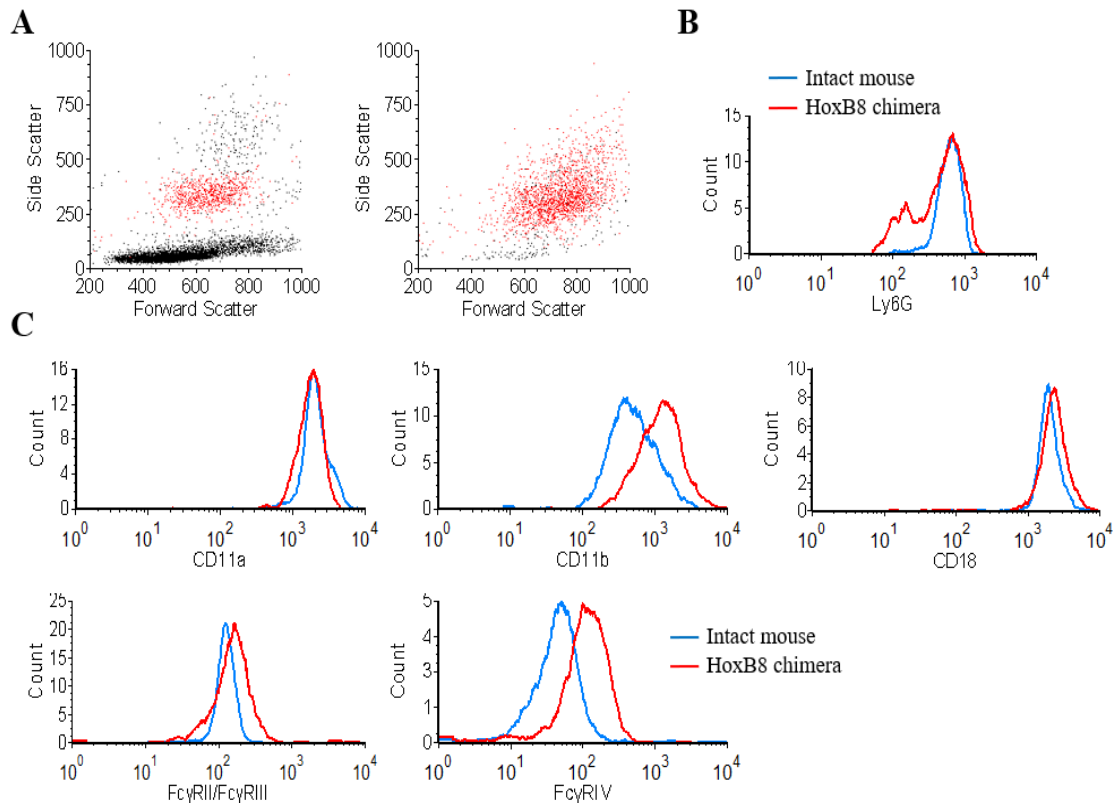 A
B
1000
750
500
250
0
Side Scatter
200 400 600 800 1000
Forward Scatter
1000
750
500
250
0
Side Scatter
200 400 600 800 1000
Forward Scatter
Intact mouse
HoxB8 chimera
15
10
5
0
Count
10^0 10^1 10^2 10^3 10^4
Ly6G
C
16
12
8
4
0
Count
10^0 10^1 10^2 10^3 10^4
CD11a
15
10
5
0
Count
10^0 10^1 10^2 10^3 10^4
CD11b
10
8
6
4
2
0
Count
10^0 10^1 10^2 10^3 10^4
CD18
25
20
15
10
5
0
Count
10^0 10^1 10^2 10^3 10^4
FcγRII/FcγRIII
5
4
3
2
1
0
Count
10^0 10^1 10^2 10^3 10^4
FcγRIV
Intact mouse
HoxB8 chimera